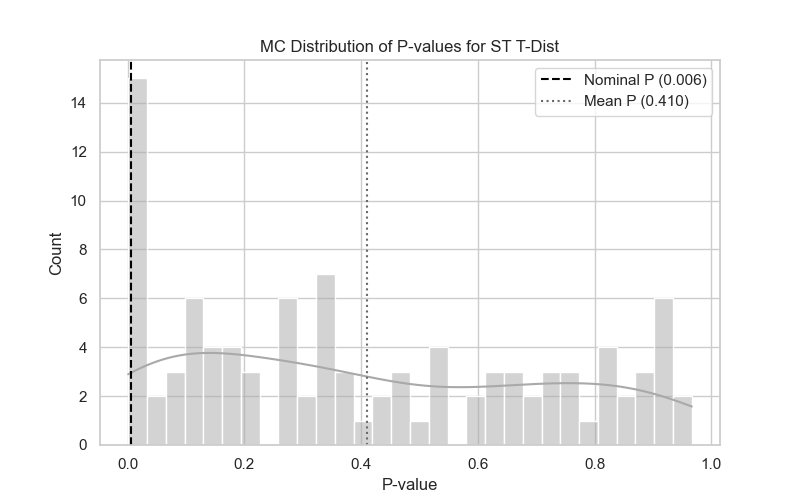 MC Distribution of P-values for ST T-Dist
Nominal P (0.006)
Mean P (0.410)
14
12
10
8
6
4
2
0
Count
0.0 0.2 0.4 0.6 0.8 1.0
P-value